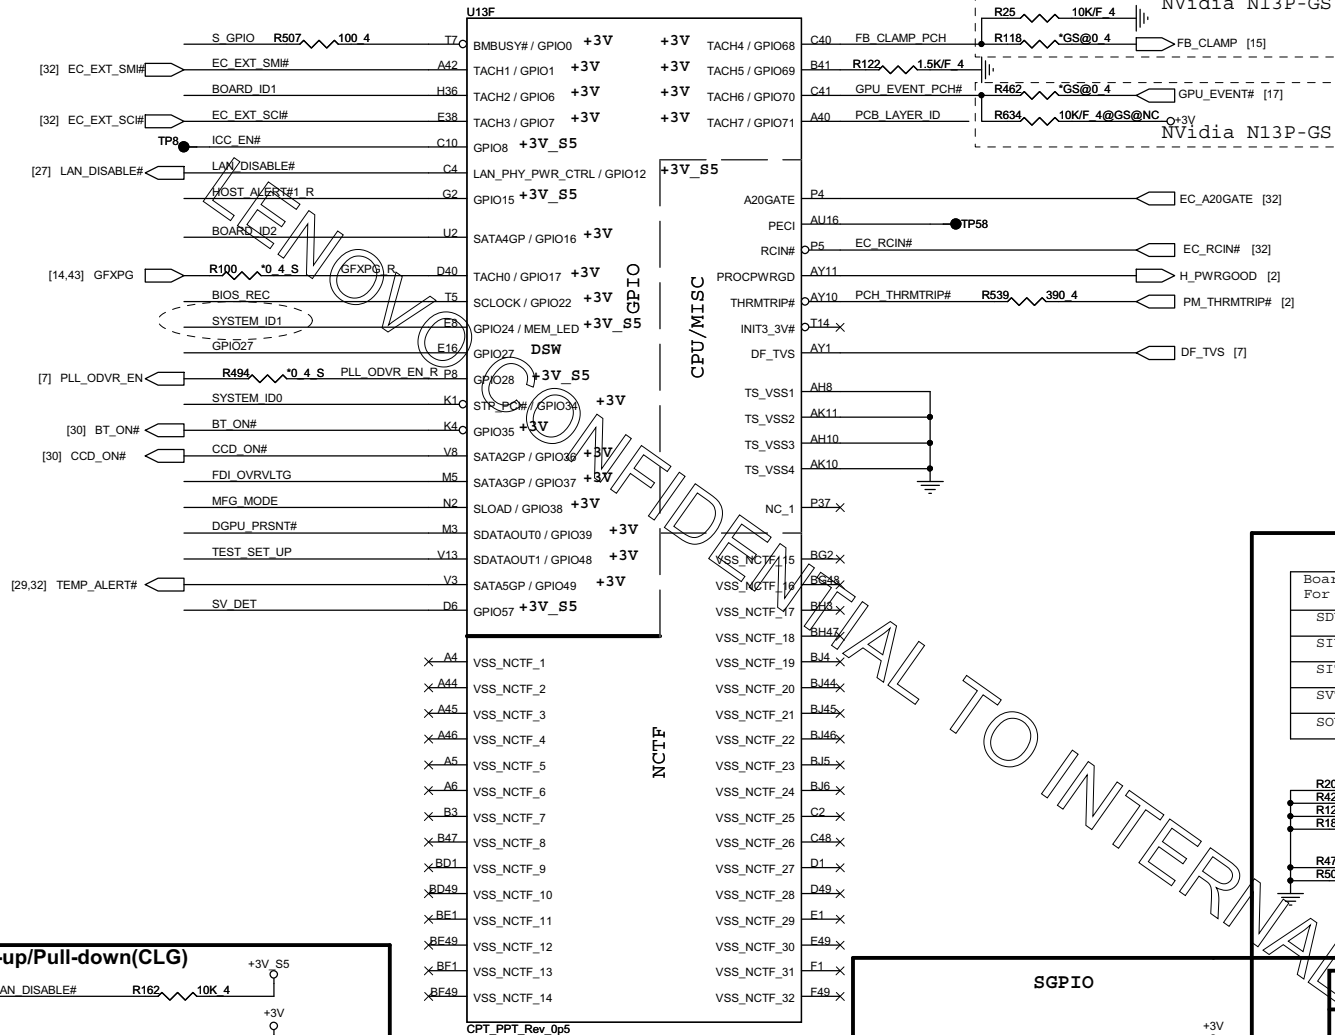 U13F
S_GPIO R507 100_4 T7 BMBUSY# / GPIO0 +3V
[32] EC_EXT_SMI# EC_EXT_SMI# A42 TACH1 / GPIO1 +3V
BOARD_ID1 H36 TACH2 / GPIO6 +3V
[32] EC_EXT_SCI# EC_EXT_SCI# E38 TACH3 / GPIO7 +3V
TP8 ICC_EN# C10 GPIO8 +3V_S5
[27] LAN_DISABLE# LAN_DISABLE# C4 LAN_PHY_PWR_CTRL / GPIO12 +3V_S5
HOST_ALERT#1_R G2 GPIO15 +3V_S5
BOARD_ID2 U2 SATA4GP / GPIO16 +3V
[14,43] GFXPG R100 *0_4_S GFXPG_R D40 TACH0 / GPIO17 +3V
BIOS_REC T5 SCLOCK / GPIO22 +3V
SYSTEM_ID1 E8 GPIO24 / MEM_LED +3V_S5
GPIO27 E16 GPIO27 DSW
[7] PLL_ODVR_EN R494 *0_4_S PLL_ODVR_EN_R P8 GPIO28 +3V_S5
SYSTEM_ID0 K1 STP_PCI# / GPIO34 +3V
[30] BT_ON# BT_ON# K4 GPIO35 +3V
[30] CCD_ON# CCD_ON# V8 SATA2GP / GPIO36 +3V
FDI_OVRVLTG M5 SATA3GP / GPIO37 +3V
MFG_MODE N2 SLOAD / GPIO38 +3V
DGPU_PRSNT# M3 SDATAOUT0 / GPIO39 +3V
TEST_SET_UP V13 SDATAOUT1 / GPIO48 +3V
[29,32] TEMP_ALERT# V3 SATA5GP / GPIO49 +3V
SV_DET D6 GPIO57 +3V_S5
GPIO
A4 VSS_NCTF_1
A44 VSS_NCTF_2
A45 VSS_NCTF_3
A46 VSS_NCTF_4
A5 VSS_NCTF_5
A6 VSS_NCTF_6
B3 VSS_NCTF_7
B47 VSS_NCTF_8
BD1 VSS_NCTF_9
BD49 VSS_NCTF_10
BE1 VSS_NCTF_11
BE49 VSS_NCTF_12
BF1 VSS_NCTF_13
BF49 VSS_NCTF_14
CPT_PPT_Rev_0p5
NVidia N13P-GS
R25 10K/F_4
+3V TACH4 / GPIO68 C40 FB_CLAMP_PCH R118 *GS@0_4 FB_CLAMP [15]
+3V TACH5 / GPIO69 B41 R122 1.5K/F_4
+3V TACH6 / GPIO70 C41 GPU_EVENT_PCH# R462 *GS@0_4 GPU_EVENT# [17]
+3V TACH7 / GPIO71 A40 PCB_LAYER_ID R634 10K/F_4@GS@NC +3V
NVidia N13P-GS
A20GATE P4 EC_A20GATE [32]
PECI AU16 TP58
RCIN# P5 EC_RCIN# EC_RCIN# [32]
PROCPWRGD AY11 H_PWRGOOD [2]
THRMTRIP# AY10 PCH_THRMTRIP# R539 390_4 PM_THRMTRIP# [2]
INIT3_3V# T14
DF_TVS AY1 DF_TVS [7]
CPU/MISC
TS_VSS1 AH8
TS_VSS2 AK11
TS_VSS3 AH10
TS_VSS4 AK10
NC_1 P37
VSS_NCTF_15 BG2
VSS_NCTF_16 BG48
VSS_NCTF_17 BH3
VSS_NCTF_18 BH47
VSS_NCTF_19 BJ4
VSS_NCTF_20 BJ44
VSS_NCTF_21 BJ45
VSS_NCTF_22 BJ46
VSS_NCTF_23 BJ5
VSS_NCTF_24 BJ6
VSS_NCTF_25 C2
VSS_NCTF_26 C48
VSS_NCTF_27 D1
VSS_NCTF_28 D49
VSS_NCTF_29 E1
VSS_NCTF_30 E49
VSS_NCTF_31 F1
VSS_NCTF_32 F49
NCTF
LENOVO CONFIDENTIAL TO INTERNAL
-up/Pull-down(CLG)
+3V_S5
AN_DISABLE# R162 10K_4
+3V
SGPIO
+3V
Boar
For
SD
SI
SI
SV
SO
R20
R42
R12
R18
R47
R50